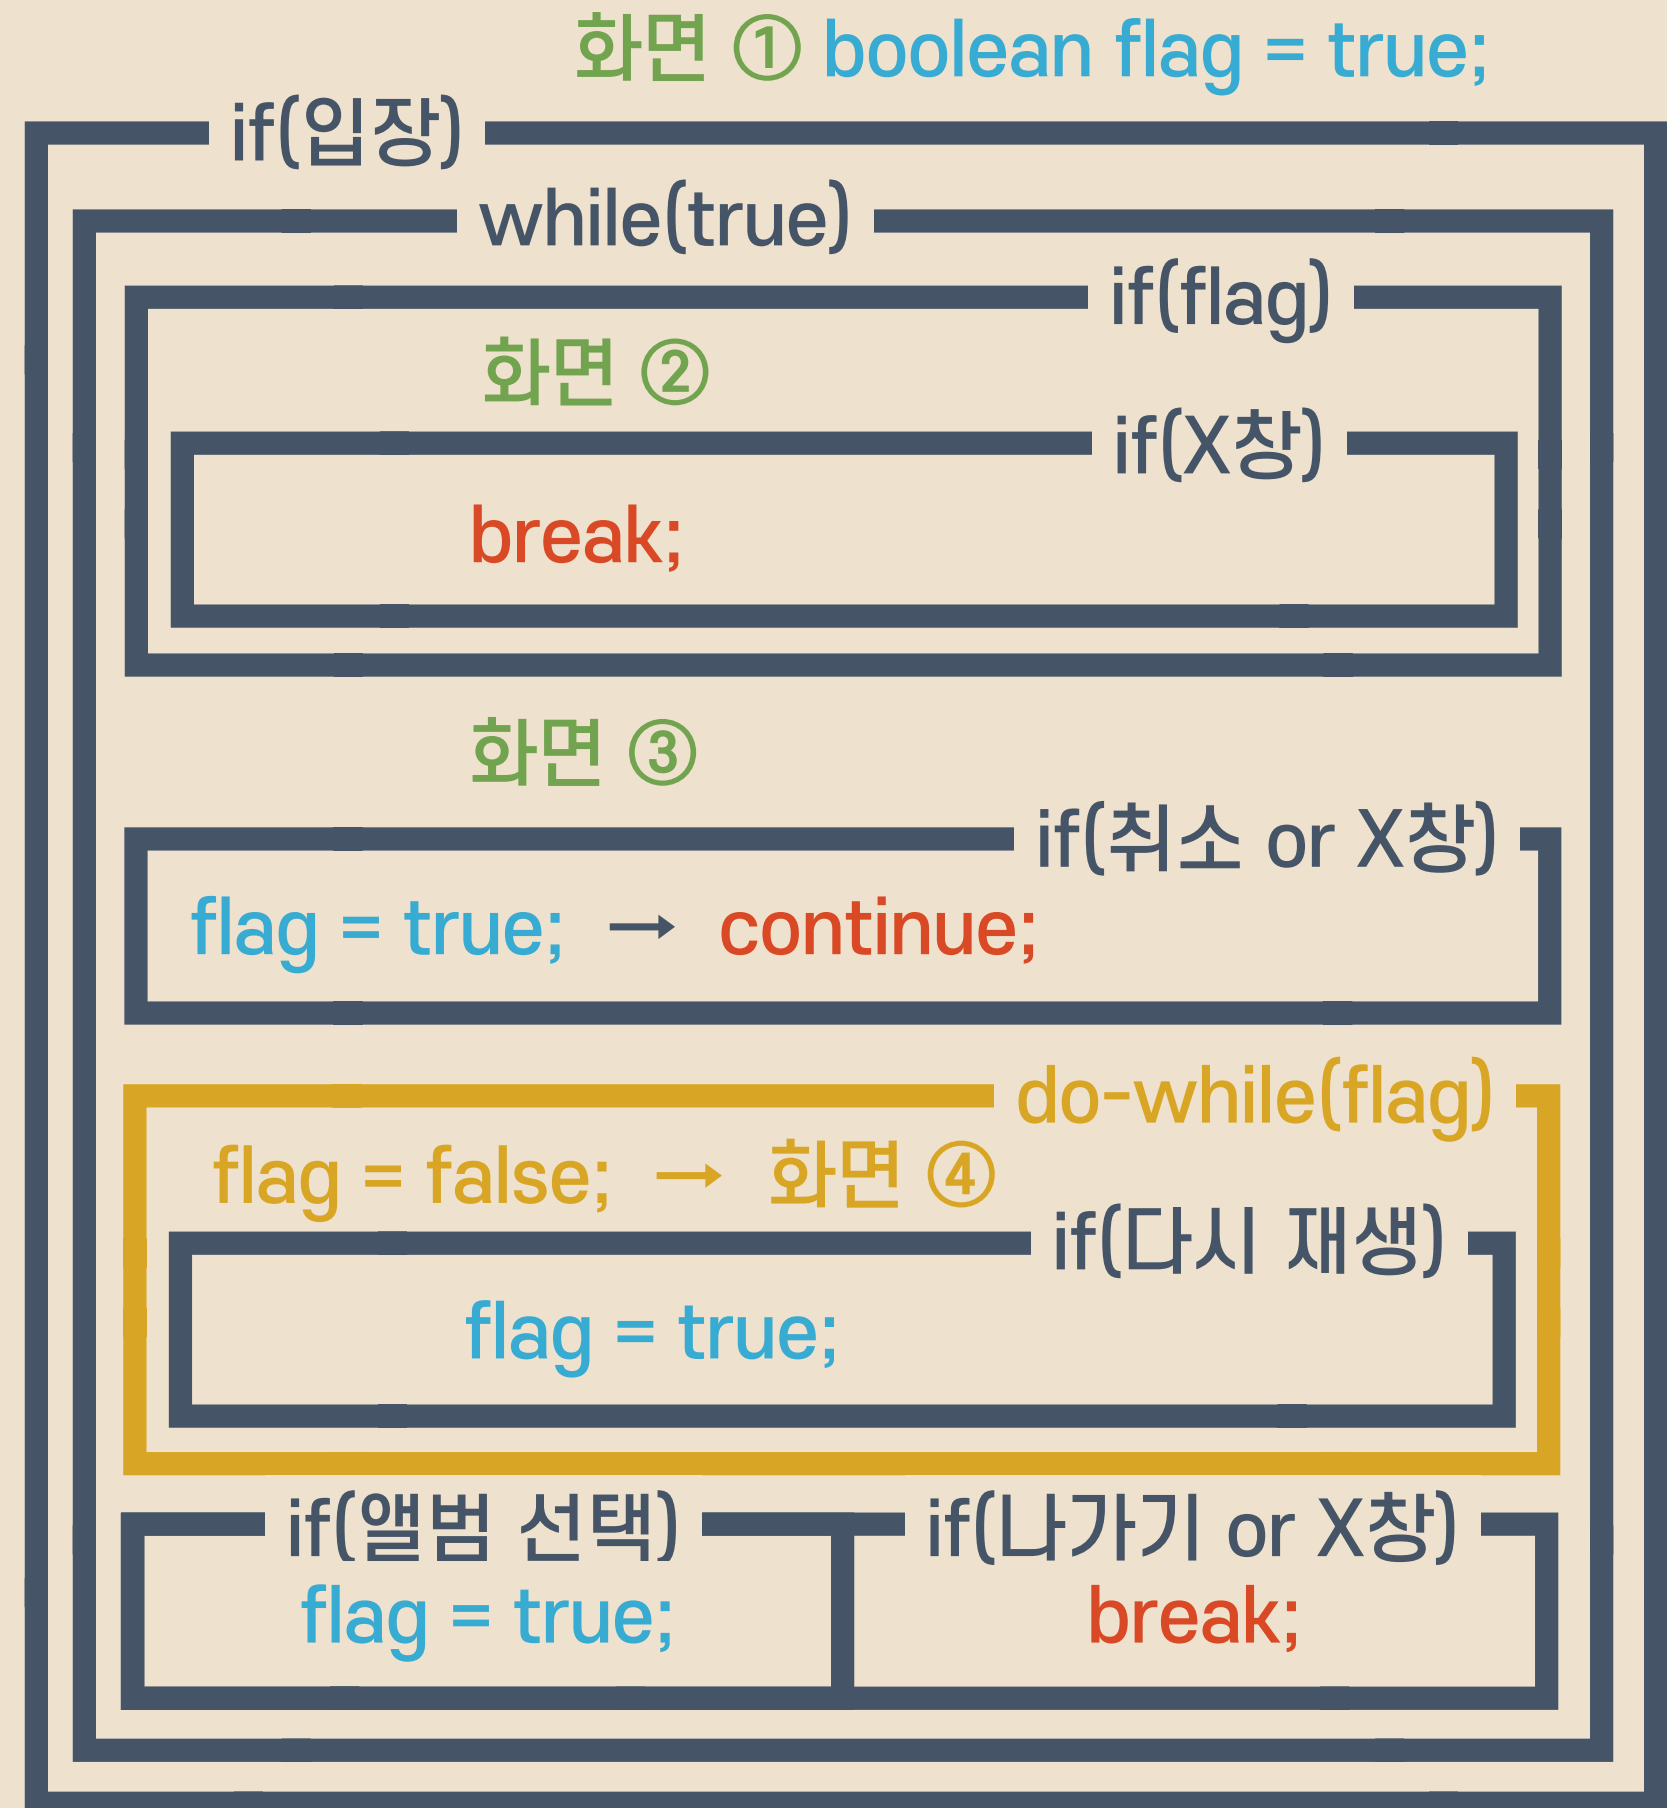 화면 ① boolean flag = true;
if(입장)
while(true)
if(flag)
화면 ②
if(X창)
break;
화면 ③
if(취소 or X창)
flag = true; → continue;
do-while(flag)
flag = false; → 화면 ④
if(다시 재생)
flag = true;
if(앨범 선택) if(나가기 or X창)
flag = true; break;